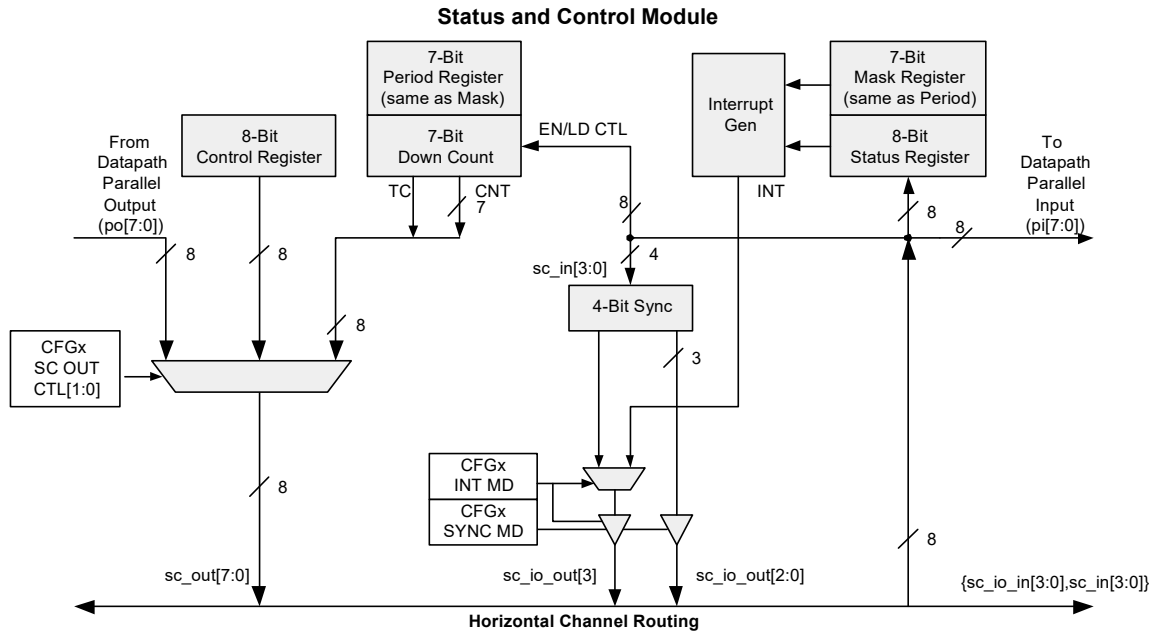 Status and Control Module
7-Bit
Period Register
(same as Mask)
7-Bit
Down Count
8-Bit
Control Register
From
Datapath
Parallel
Output
(po[7:0])
EN/LD CTL
Interrupt
Gen
7-Bit
Mask Register
(same as Period)
8-Bit
Status Register
To
Datapath
Parallel
Input
(pi[7:0])
TC
CNT
7
INT
8
8
8
8
8
4
sc_in[3:0]
4-Bit Sync
8
3
CFGx
SC OUT
CTL[1:0]
CFGx
INT MD
CFGx
SYNC MD
8
8
sc_out[7:0]
sc_io_out[3]
sc_io_out[2:0]
{sc_io_in[3:0],sc_in[3:0]}
Horizontal Channel Routing